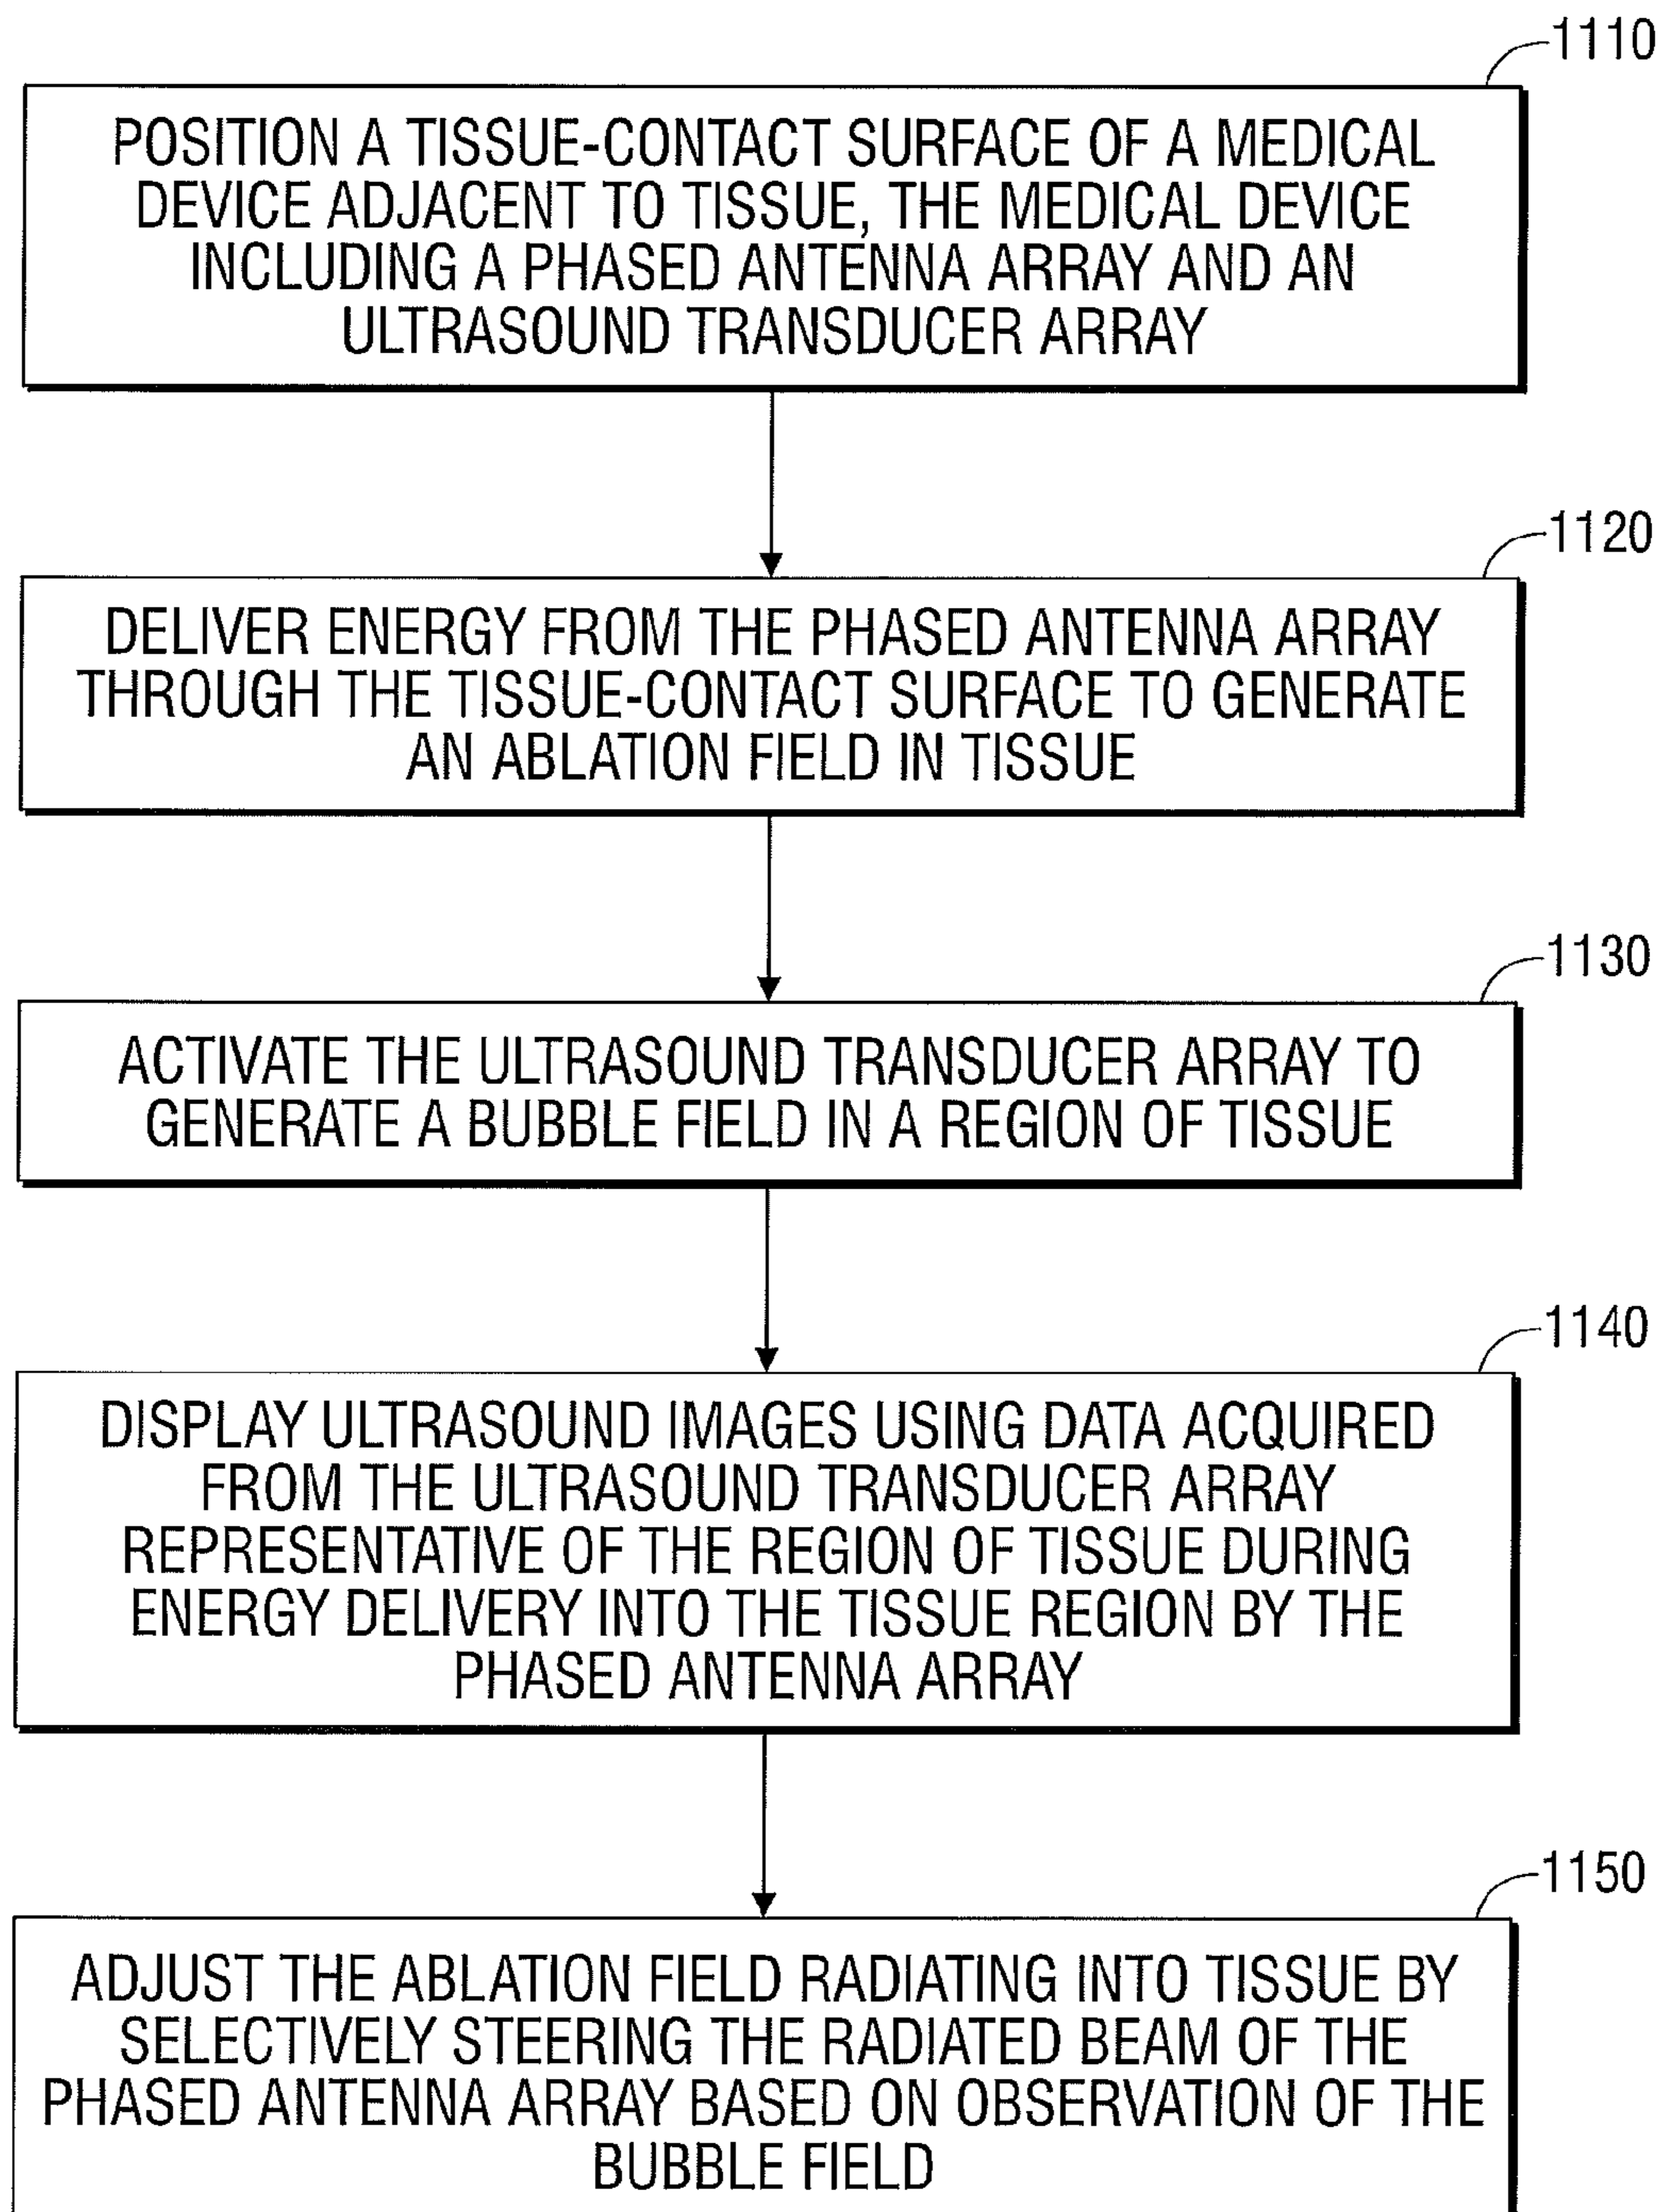 1110
POSITION A TISSUE-CONTACT SURFACE OF A MEDICAL
DEVICE ADJACENT TO TISSUE, THE MEDICAL DEVICE
INCLUDING A PHASED ANTENNA ARRAY AND AN
ULTRASOUND TRANSDUCER ARRAY
1120
DELIVER ENERGY FROM THE PHASED ANTENNA ARRAY
THROUGH THE TISSUE-CONTACT SURFACE TO GENERATE
AN ABLATION FIELD IN TISSUE
1130
ACTIVATE THE ULTRASOUND TRANSDUCER ARRAY TO
GENERATE A BUBBLE FIELD IN A REGION OF TISSUE
1140
DISPLAY ULTRASOUND IMAGES USING DATA ACQUIRED
FROM THE ULTRASOUND TRANSDUCER ARRAY
REPRESENTATIVE OF THE REGION OF TISSUE DURING
ENERGY DELIVERY INTO THE TISSUE REGION BY THE
PHASED ANTENNA ARRAY
1150
ADJUST THE ABLATION FIELD RADIATING INTO TISSUE BY
SELECTIVELY STEERING THE RADIATED BEAM OF THE
PHASED ANTENNA ARRAY BASED ON OBSERVATION OF THE
BUBBLE FIELD